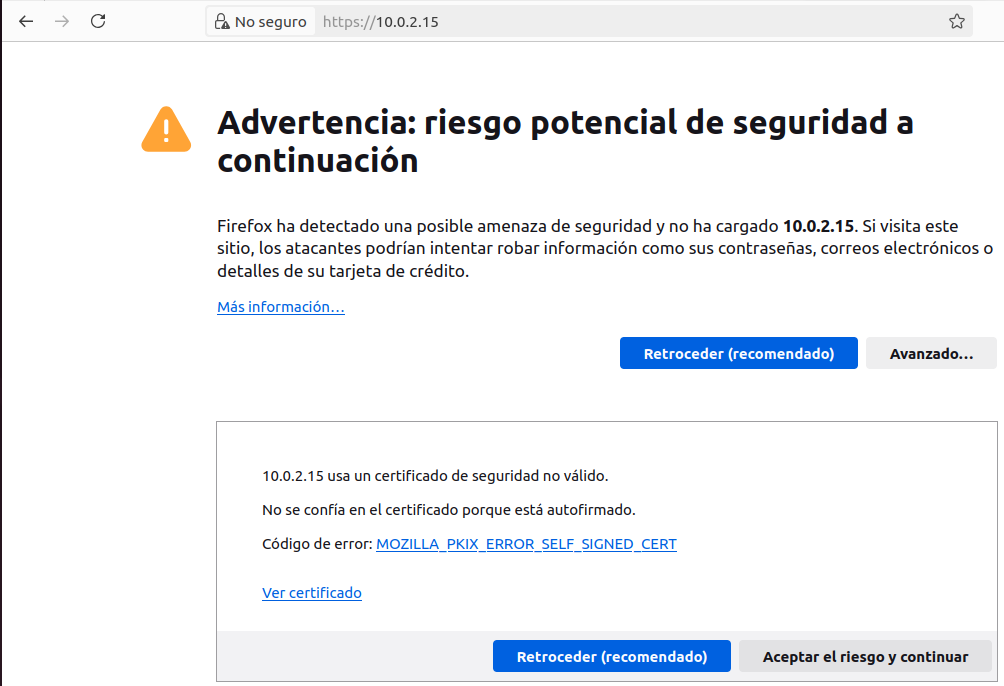 No seguro https://10.0.2.15
Advertencia: riesgo potencial de seguridad a
continuación
Firefox ha detectado una posible amenaza de seguridad y no ha cargado 10.0.2.15. Si visita este
sitio, los atacantes podrían intentar robar información como sus contraseñas, correos electrónicos o
detalles de su tarjeta de crédito.
Más información…
Retroceder (recomendado) Avanzado…
10.0.2.15 usa un certificado de seguridad no válido.
No se confía en el certificado porque está autofirmado.
Código de error: MOZILLA_PKIX_ERROR_SELF_SIGNED_CERT
Ver certificado
Retroceder (recomendado) Aceptar el riesgo y continuar